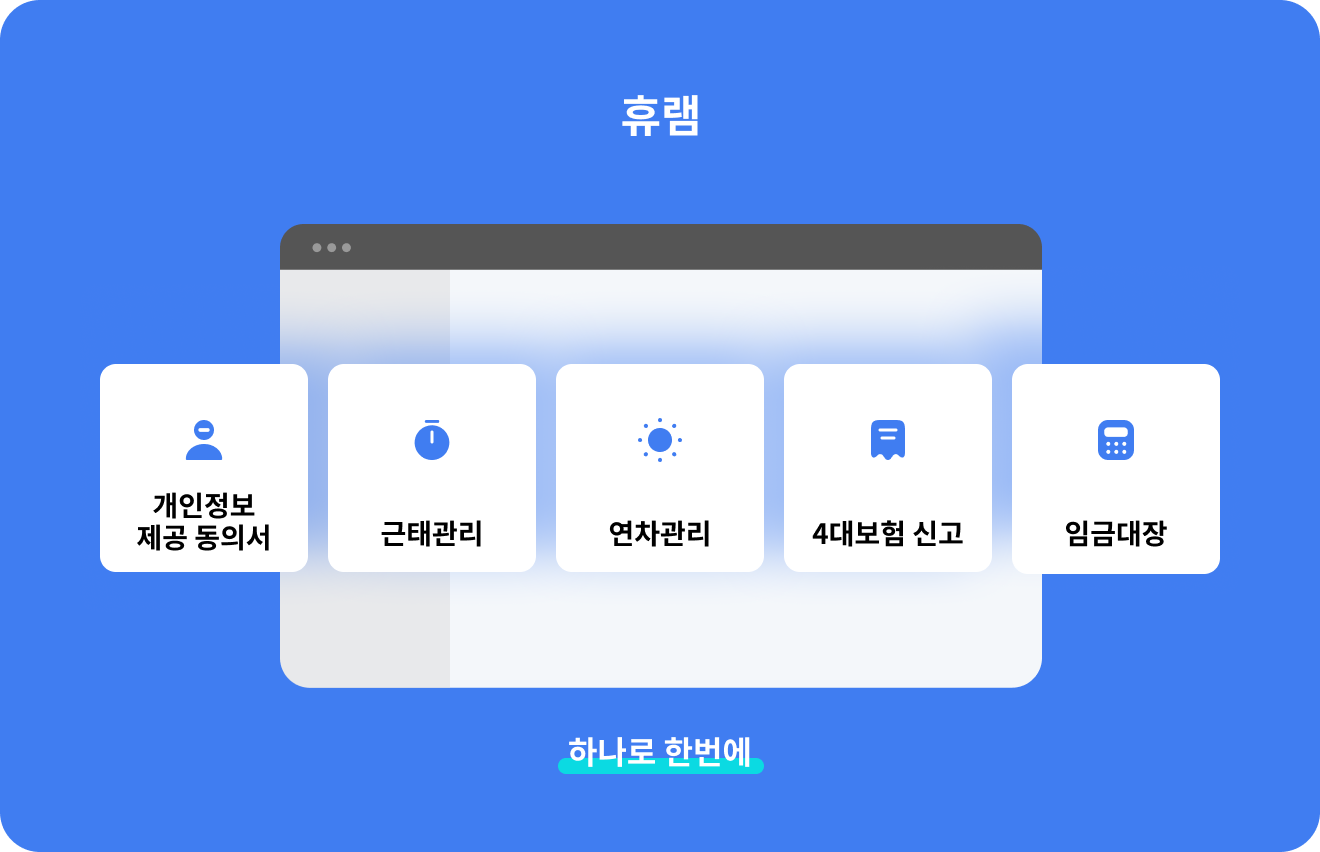 휴램
개인정보
제공 동의서
근태관리
연차관리
4대보험 신고
임금대장
하나로 한번에